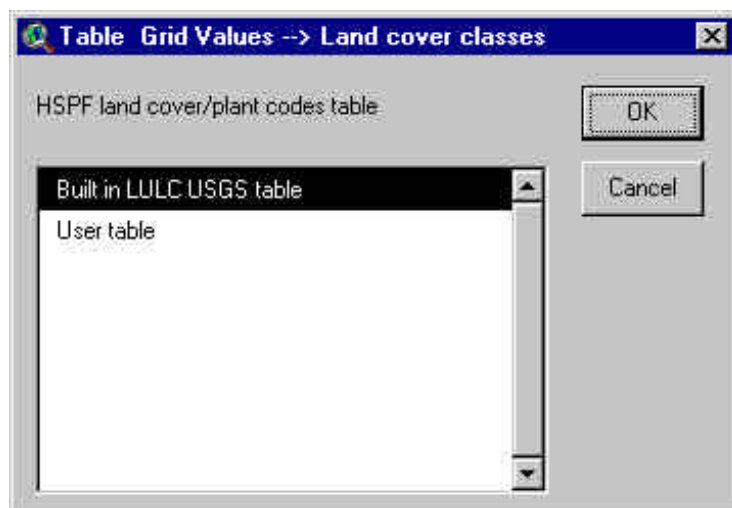 Table Grid Values --> Land cover classes
HSPF land cover/plant codes table
OK
Built in LULC USGS table
Cancel
User table